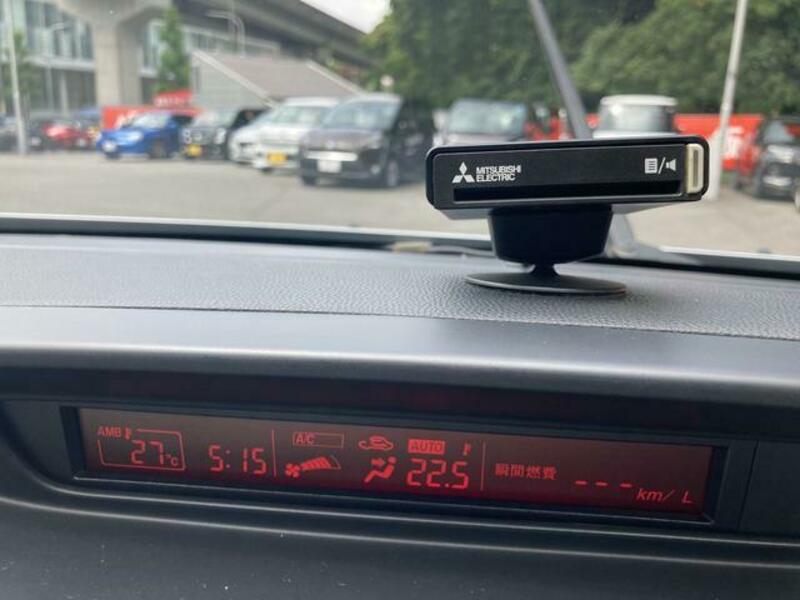 MITSUBISHI
ELECTRIC
AMB 27°C
5:15
A/C
AUTO
22.5
瞬間燃費 --- km/L